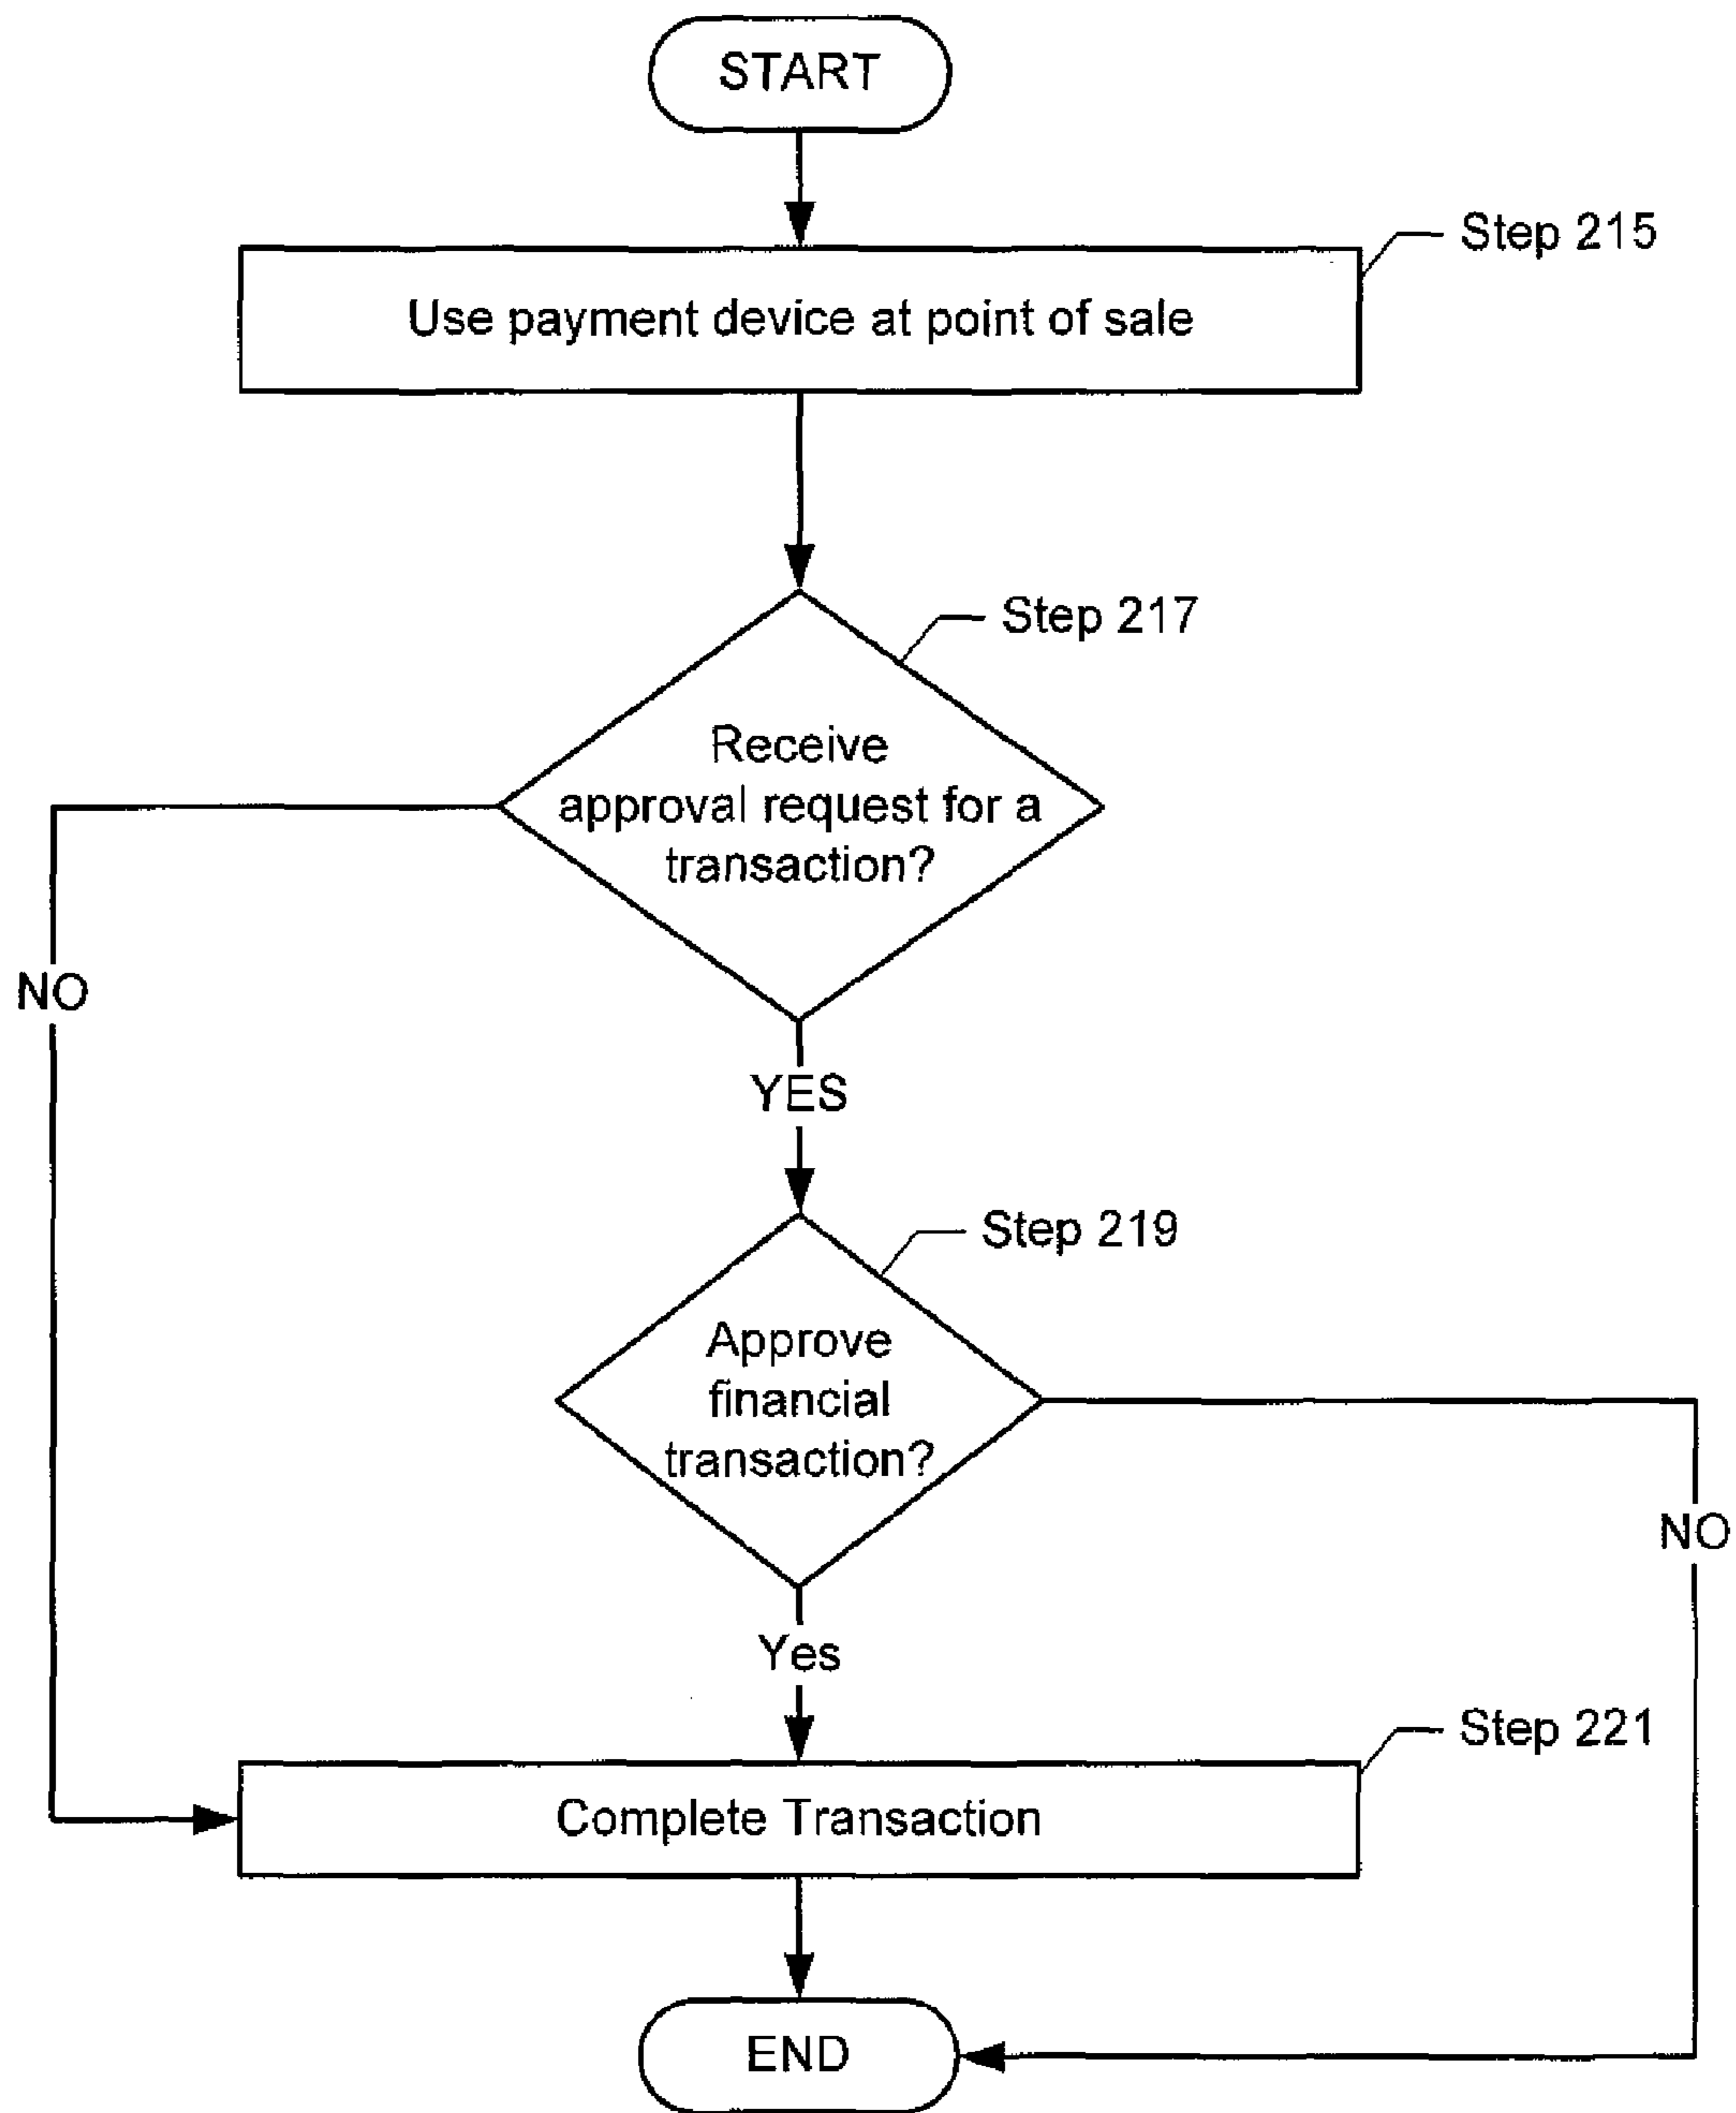 START
Step 215
Use payment device at point of sale
Step 217
Receive
approval request for a
transaction?
NO
YES
Step 219
Approve
financial
transaction?
NO
Yes
Step 221
Complete Transaction
END